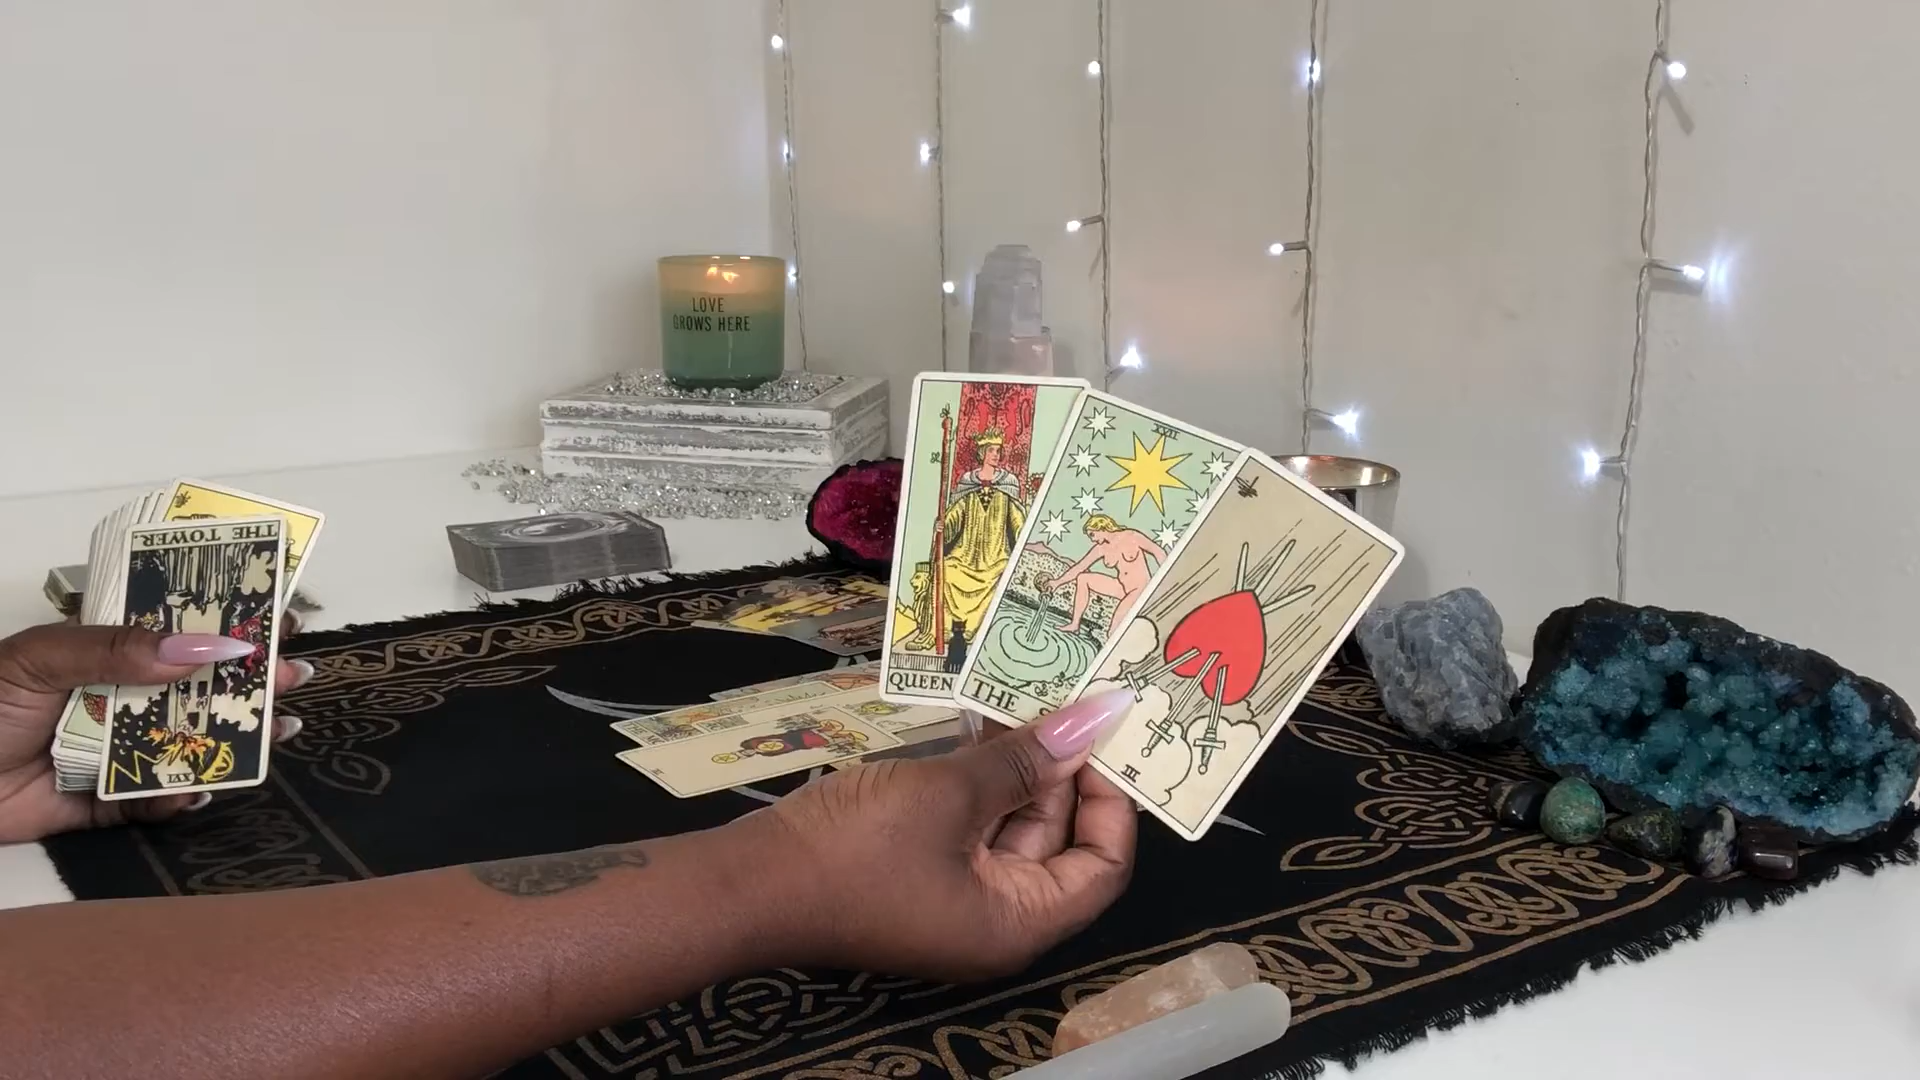 LOVE
GROWS HERE
XVII
QUEEN
THE
III
THE TOWER.
XVI